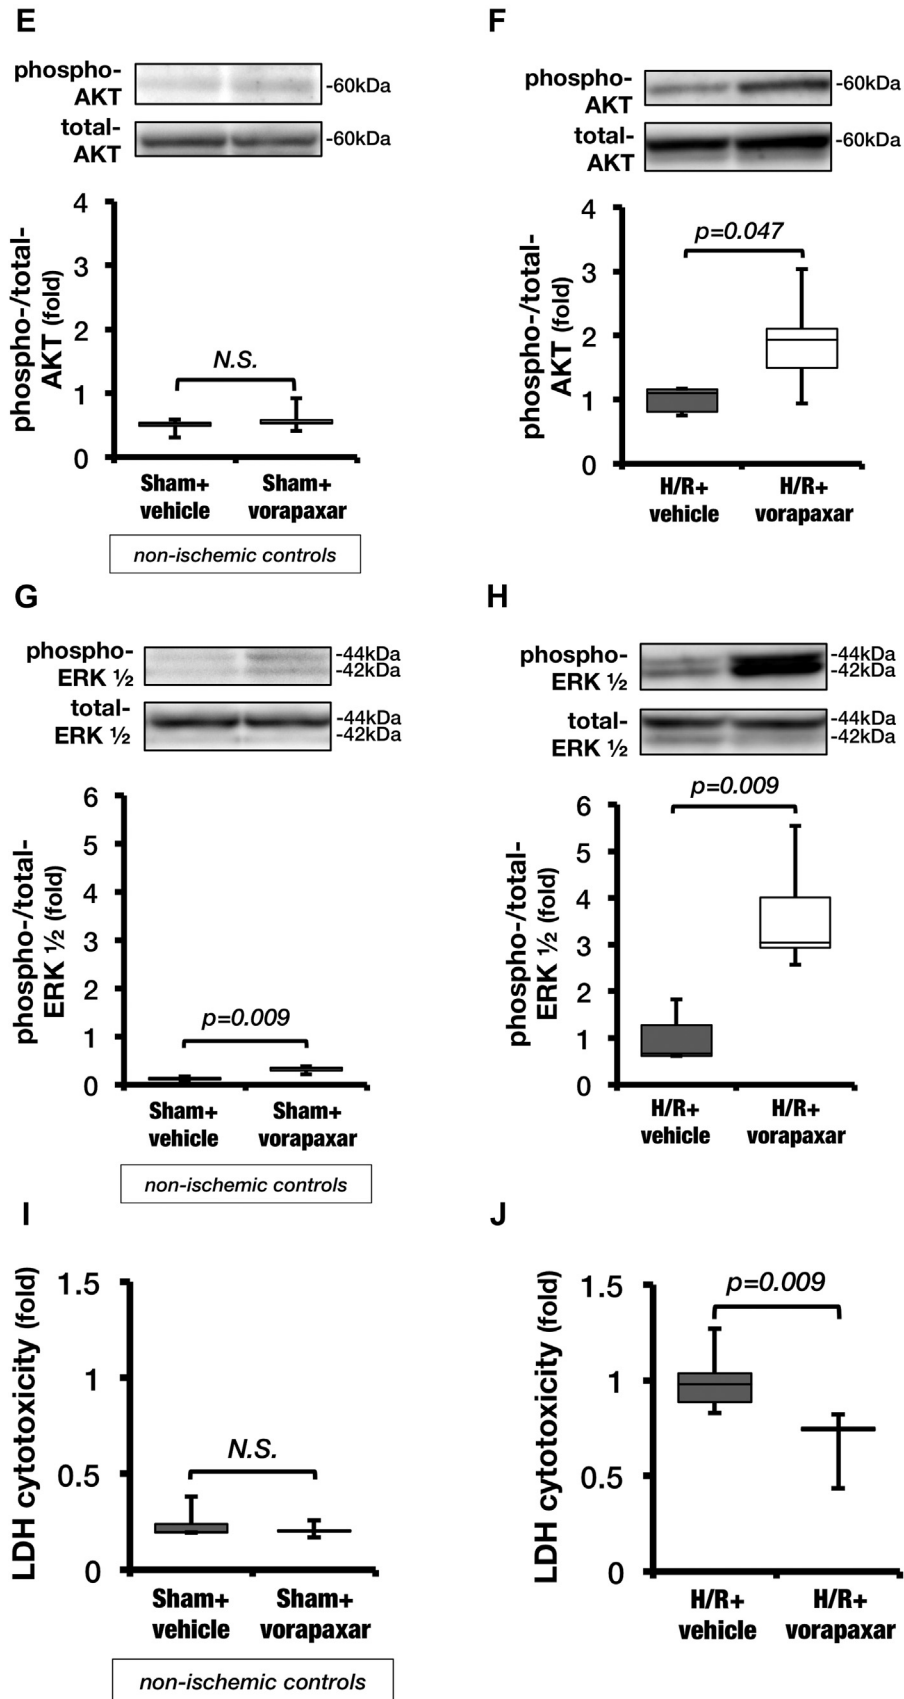 E
phospho-
AKT
-60kDa
total-
AKT
-60kDa
phospho-/total-
AKT (fold)
4
3
2
1
0
N.S.
Sham+
vehicle
Sham+
vorapaxar
non-ischemic controls
F
phospho-
AKT
-60kDa
total-
AKT
-60kDa
phospho-/total-
AKT (fold)
4
3
2
1
0
p=0.047
H/R+
vehicle
H/R+
vorapaxar
G
phospho-
ERK ½
-44kDa
-42kDa
total-
ERK ½
-44kDa
-42kDa
phospho-/total-
ERK ½ (fold)
6
5
4
3
2
1
0
p=0.009
Sham+
vehicle
Sham+
vorapaxar
non-ischemic controls
H
phospho-
ERK ½
-44kDa
-42kDa
total-
ERK ½
-44kDa
-42kDa
phospho-/total-
ERK ½ (fold)
6
5
4
3
2
1
0
p=0.009
H/R+
vehicle
H/R+
vorapaxar
I
LDH cytotoxicity (fold)
1.5
1
0.5
0
N.S.
Sham+
vehicle
Sham+
vorapaxar
non-ischemic controls
J
LDH cytotoxicity (fold)
1.5
1
0.5
0
p=0.009
H/R+
vehicle
H/R+
vorapaxar